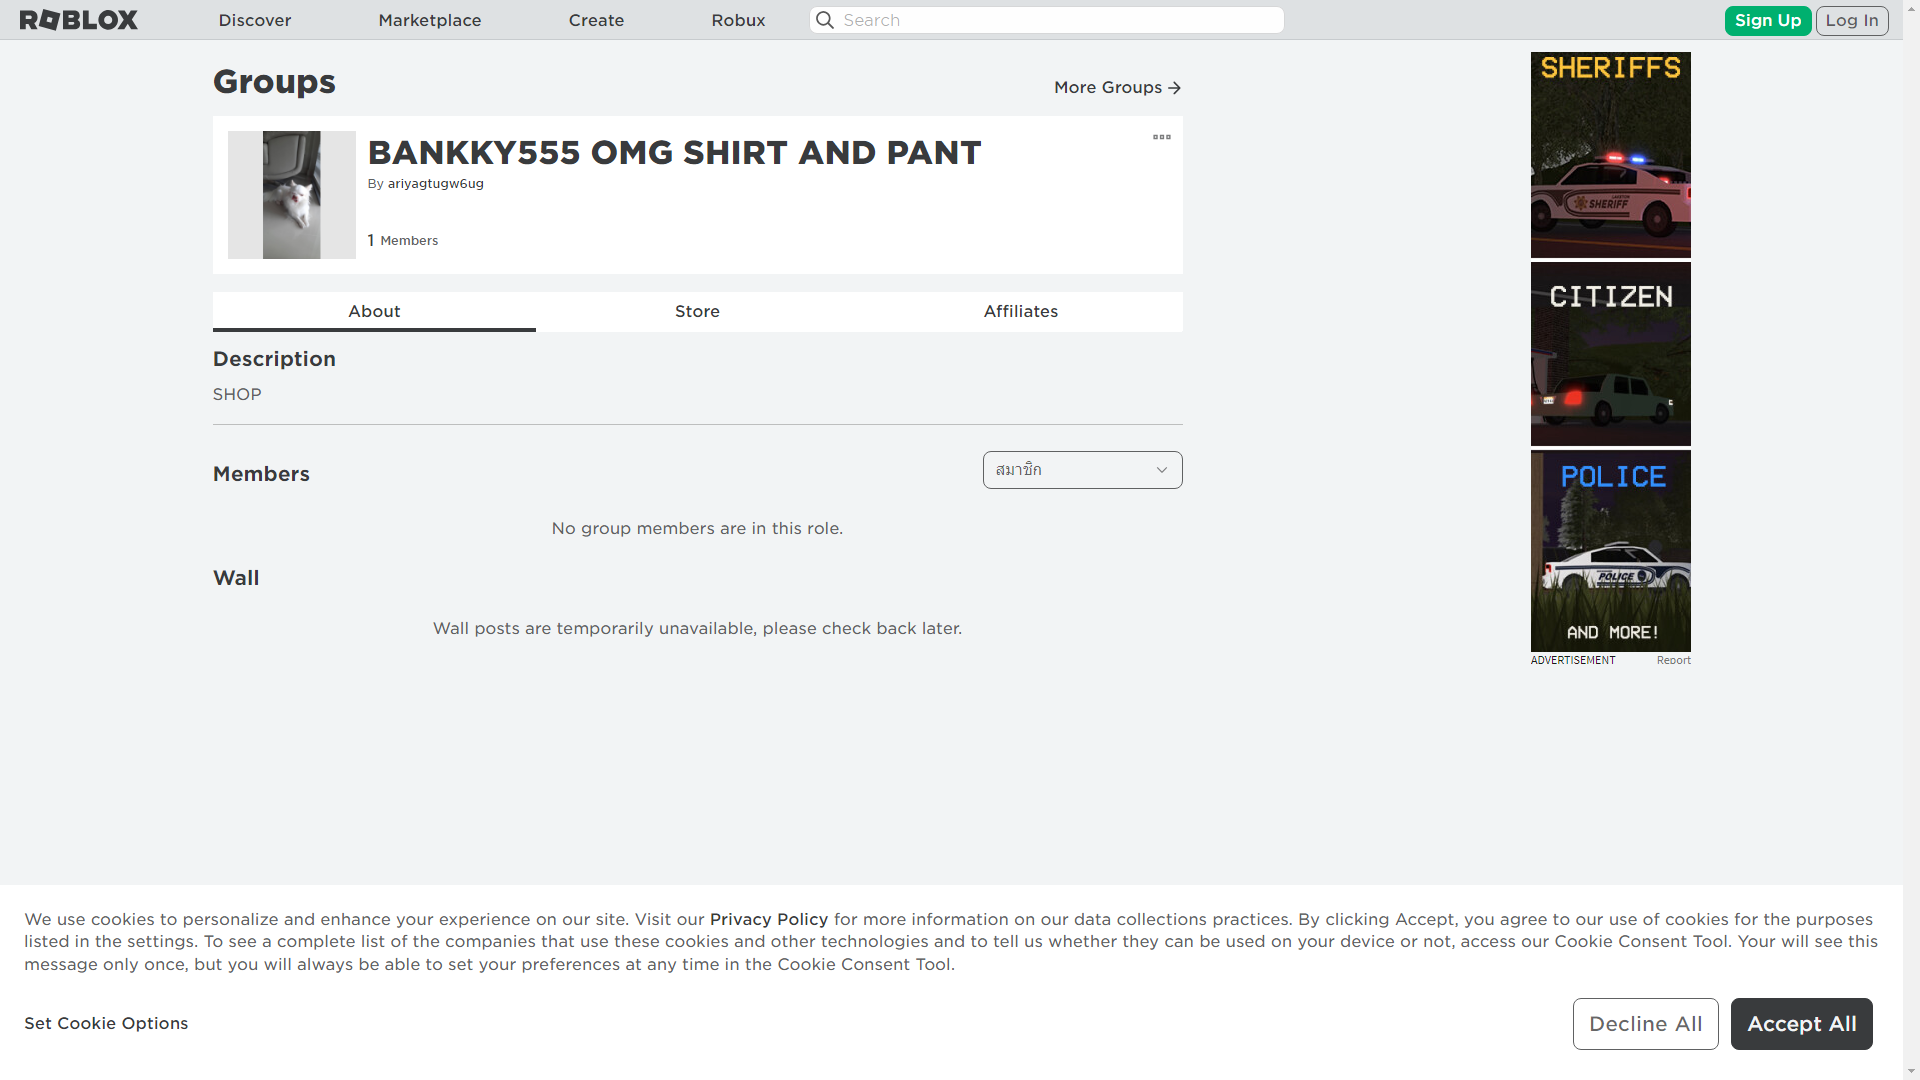 ROBLOX
Discover
Marketplace
Create
Robux
Search
Sign Up
Log In
Groups
More Groups
BANKKY555 OMG SHIRT AND PANT
By ariyagtugw6ug
1 Members
About
Store
Affiliates
Description
SHOP
Members
สมาชิก
No group members are in this role.
Wall
Wall posts are temporarily unavailable, please check back later.
SHERIFFS
SHERIFF
CITIZEN
POLICE
POLICE
AND MORE!
ADVERTISEMENT
Report
We use cookies to personalize and enhance your experience on our site. Visit our Privacy Policy for more information on our data collections practices. By clicking Accept, you agree to our use of cookies for the purposes
listed in the settings. To see a complete list of the companies that use these cookies and other technologies and to tell us whether they can be used on your device or not, access our Cookie Consent Tool. Your will see this
message only once, but you will always be able to set your preferences at any time in the Cookie Consent Tool.
Set Cookie Options
Decline All
Accept All